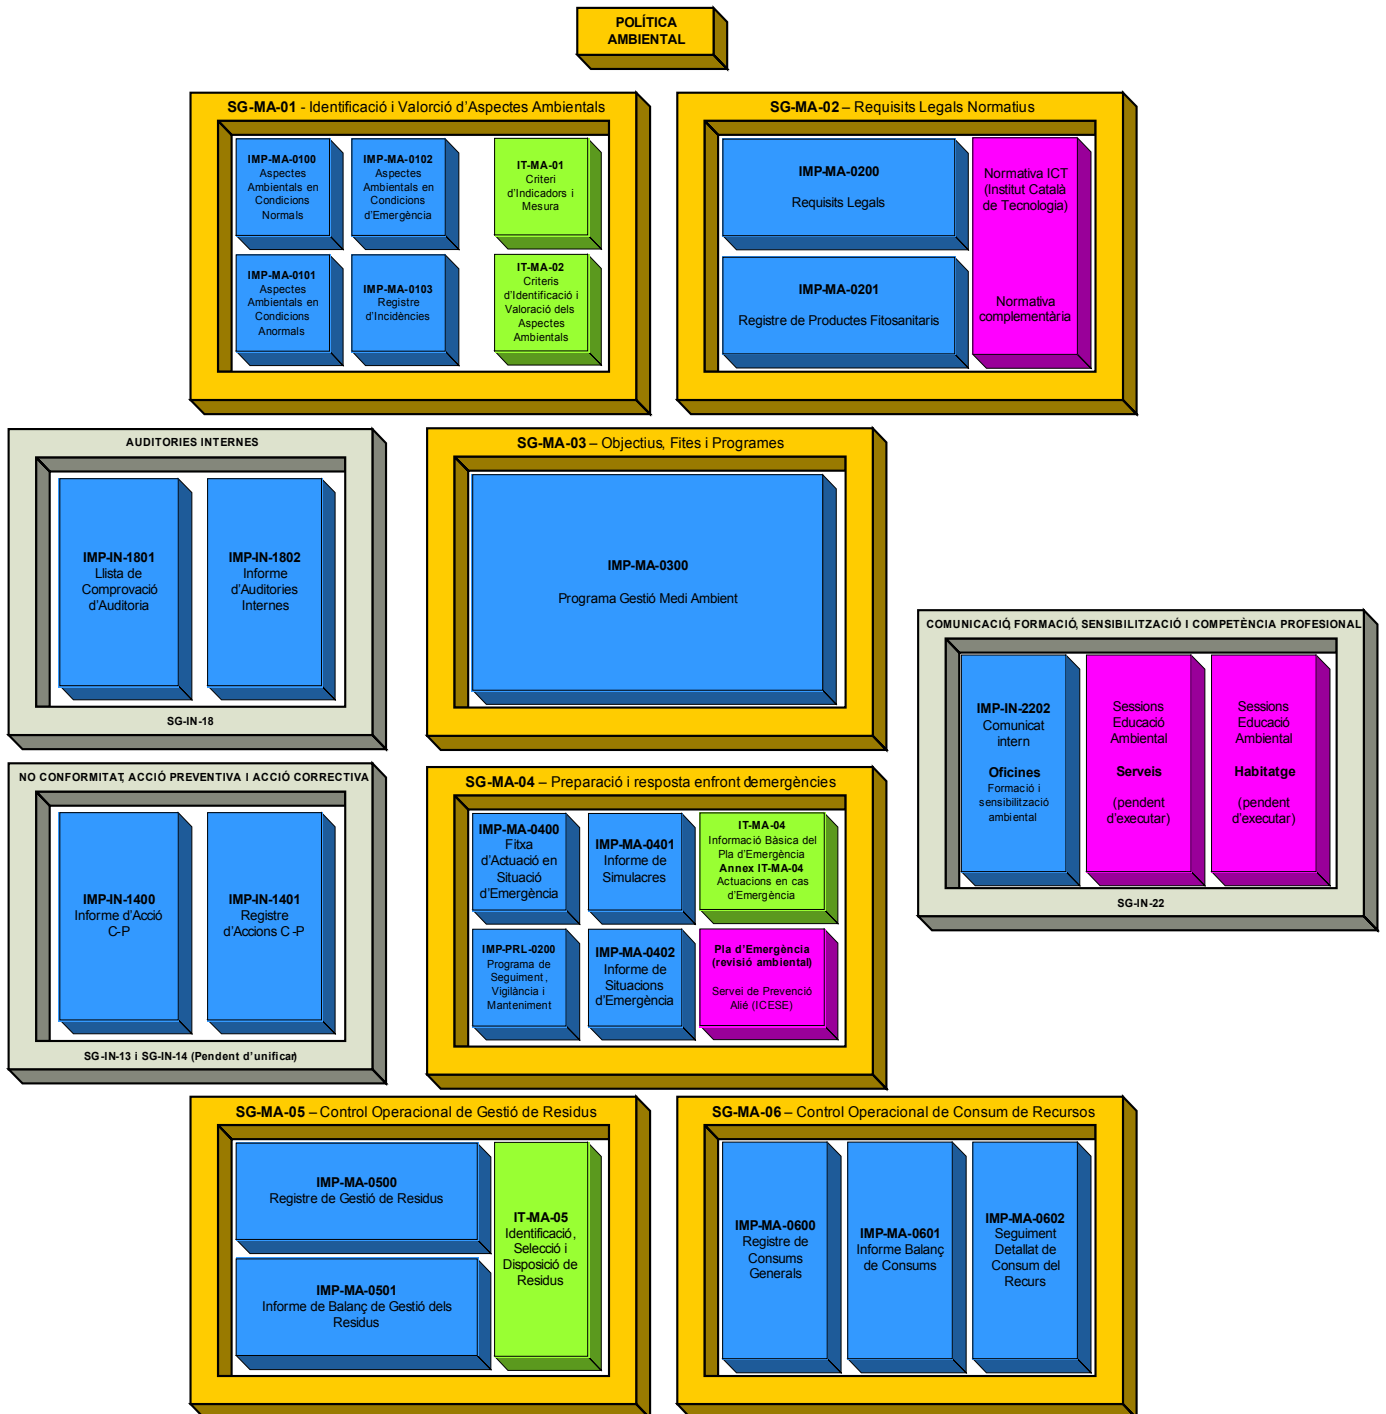 POLÍTICA
AMBIENTAL
SG-MA-01 - Identificació i Valorció d'Aspectes Ambientals
IMP-MA-0100
Aspectes
Ambientals en
Condicions
Normals
IMP-MA-0102
Aspectes
Ambientals en
Condicions
d'Emergència
IT-MA-01
Criteri
d'Indicadors i
Mesura
IMP-MA-0101
Aspectes
Ambientals en
Condicions
Anormals
IMP-MA-0103
Registre
d'Incidències
IT-MA-02
Criteris
d'Identificació i
Valoració dels
Aspectes
Ambientals
SG-MA-02 – Requisits Legals Normatius
IMP-MA-0200
Requisits Legals
IMP-MA-0201
Registre de Productes Fitosanitaris
Normativa ICT
(Institut Català
de Tecnologia)
Normativa
complementària
AUDITORIES INTERNES
IMP-IN-1801
Llista de
Comprovació
d'Auditoria
IMP-IN-1802
Informe
d'Auditories
Internes
SG-IN-18
SG-MA-03 – Objectius, Fites i Programes
IMP-MA-0300
Programa Gestió Medi Ambient
COMUNICACIÓ, FORMACIÓ, SENSIBILITZACIÓ I COMPETÈNCIA PROFESIONAL
IMP-IN-2202
Comunicat
intern
Oficines
Formació i
sensibilització
ambiental
Sessions
Educació
Ambiental
Serveis
(pendent
d'executar)
Sessions
Educació
Ambiental
Habitatge
(pendent
d'executar)
SG-IN-22
NO CONFORMITAT, ACCIÓ PREVENTIVA I ACCIÓ CORRECTIVA
IMP-IN-1400
Informe d'Acció
C-P
IMP-IN-1401
Registre
d'Accions C-P
SG-IN-13 i SG-IN-14 (Pendent d'unificar)
SG-MA-04 – Preparació i resposta enfront d'emergències
IMP-MA-0400
Fitxa
d'Actuació en
Situació
d'Emergència
IMP-MA-0401
Informe de
Simulacres
IT-MA-04
Informació Bàsica del
Pla d'Emergència
Annex IT-MA-04
Actuacions en cas
d'Emergència
IMP-PRL-0200
Programa de
Seguiment,
Vigilància i
Manteniment
IMP-MA-0402
Informe de
Situacions
d'Emergència
Pla d'Emergència
(revisió ambiental)
Servei de Prevenció
Aliè (ICESE)
SG-MA-05 – Control Operacional de Gestió de Residus
IMP-MA-0500
Registre de Gestió de Residus
IMP-MA-0501
Informe de Balanç de Gestió dels
Residus
IT-MA-05
Identificació,
Selecció i
Disposició de
Residus
SG-MA-06 – Control Operacional de Consum de Recursos
IMP-MA-0600
Registre de
Consums
Generals
IMP-MA-0601
Informe Balanç
de Consums
IMP-MA-0602
Seguiment
Detallat de
Consum del
Recurs